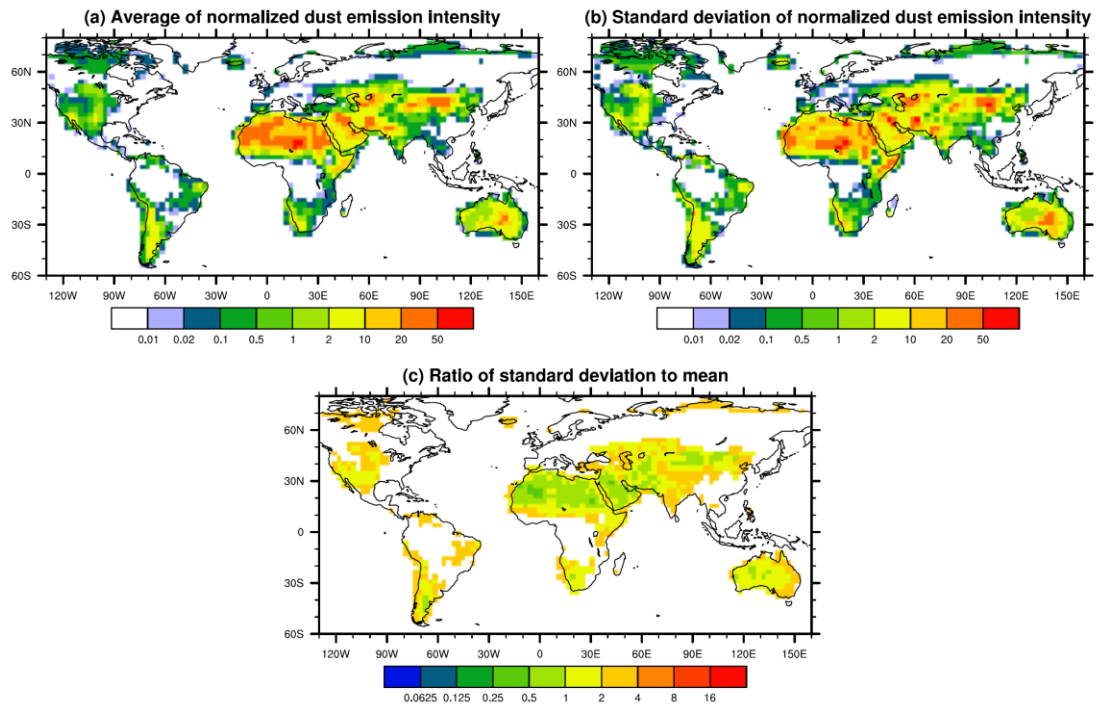 (a) Average of normalized dust emission intensity
60N
30N
0
30S
60S
120W 90W 60W 30W 0 30E 60E 90E 120E 150E
0.01 0.02 0.1 0.5 1 2 10 20 50
(b) Standard deviation of normalized dust emission intensity
60N
30N
0
30S
60S
120W 90W 60W 30W 0 30E 60E 90E 120E 150E
0.01 0.02 0.1 0.5 1 2 10 20 50
(c) Ratio of standard deviation to mean
60N
30N
0
30S
60S
120W 90W 60W 30W 0 30E 60E 90E 120E 150E
0.0625 0.125 0.25 0.5 1 2 4 8 16